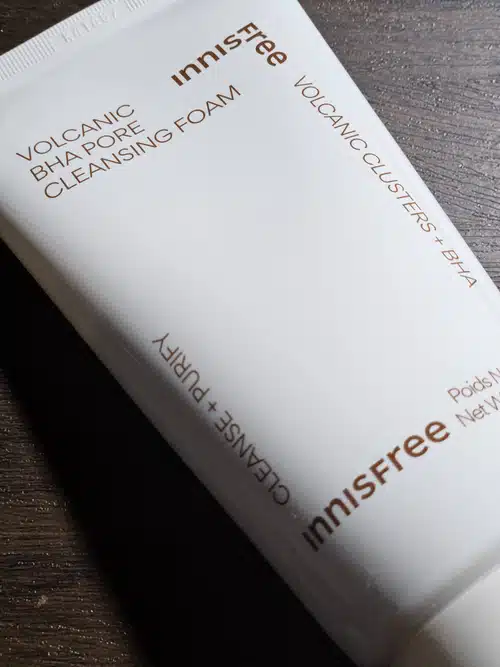 INNISFree
VOLCANIC
BHA PORE
CLEANSING FOAM
VOLCANIC CLUSTERS + BHA
CLEANSE + PURIFY
Poids
Net
INNISFree